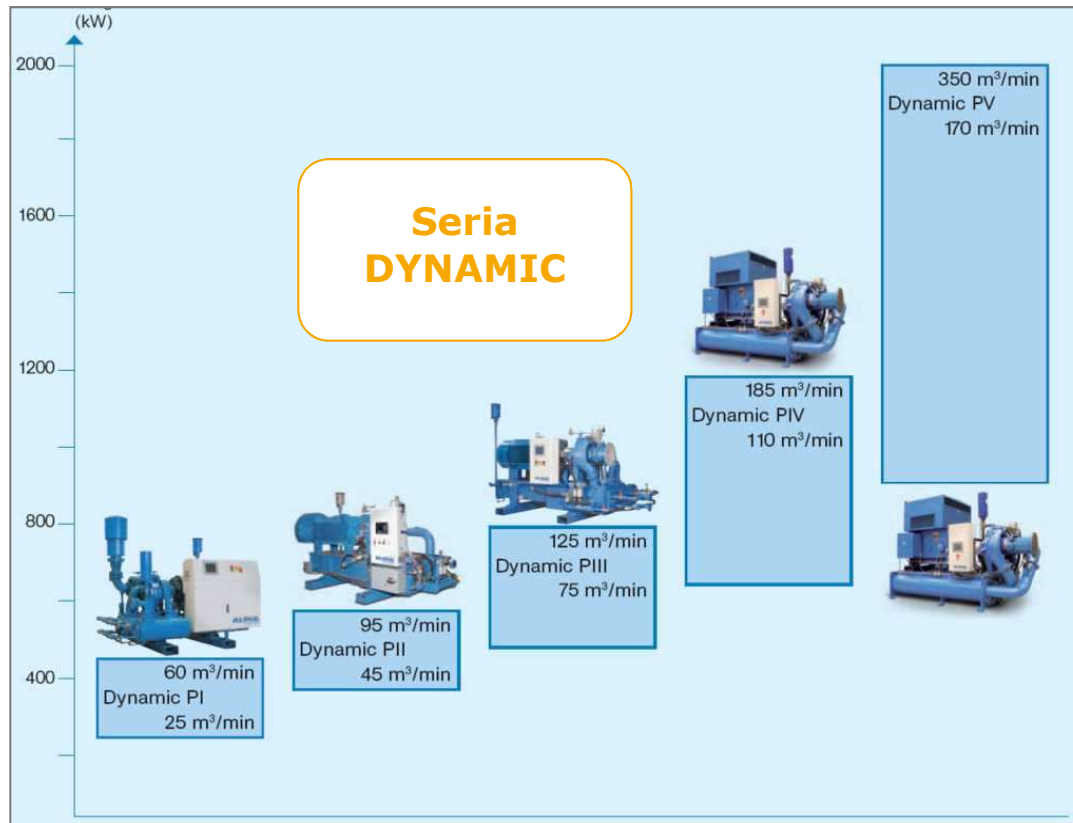 (kW)
2000
1600
1200
800
400
Seria
DYNAMIC
60 m³/min
Dynamic PI
25 m³/min
95 m³/min
Dynamic PII
45 m³/min
125 m³/min
Dynamic PIII
75 m³/min
185 m³/min
Dynamic PIV
110 m³/min
350 m³/min
Dynamic PV
170 m³/min